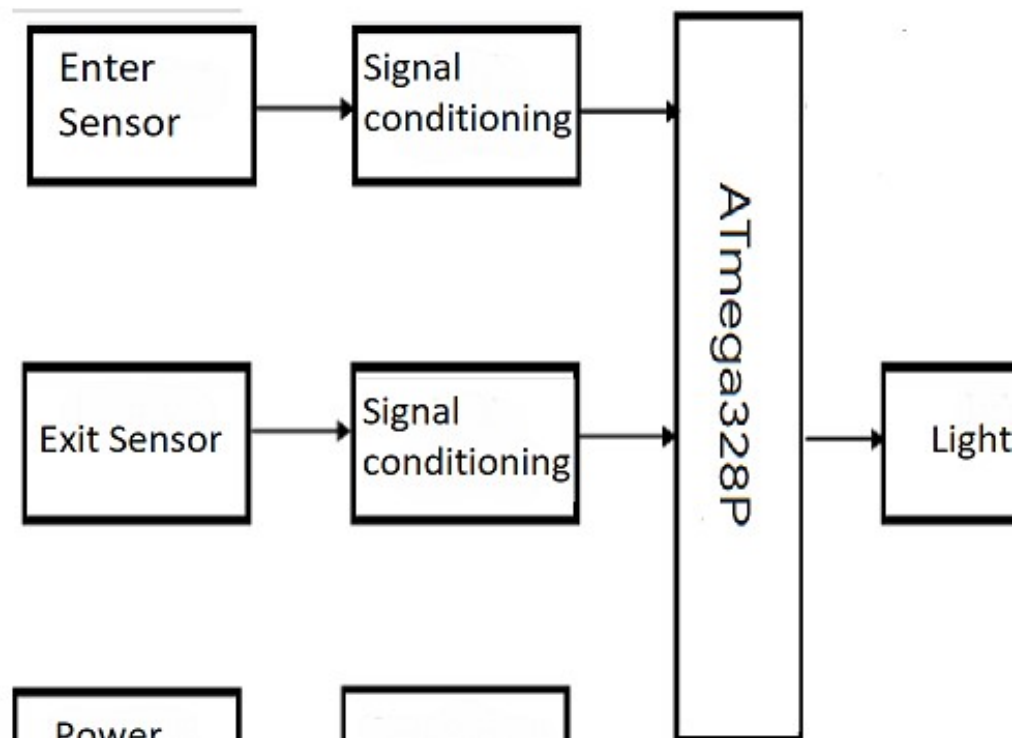 Enter
Sensor
Signal
conditioning
ATmega328P
Exit Sensor
Signal
conditioning
Light
Power